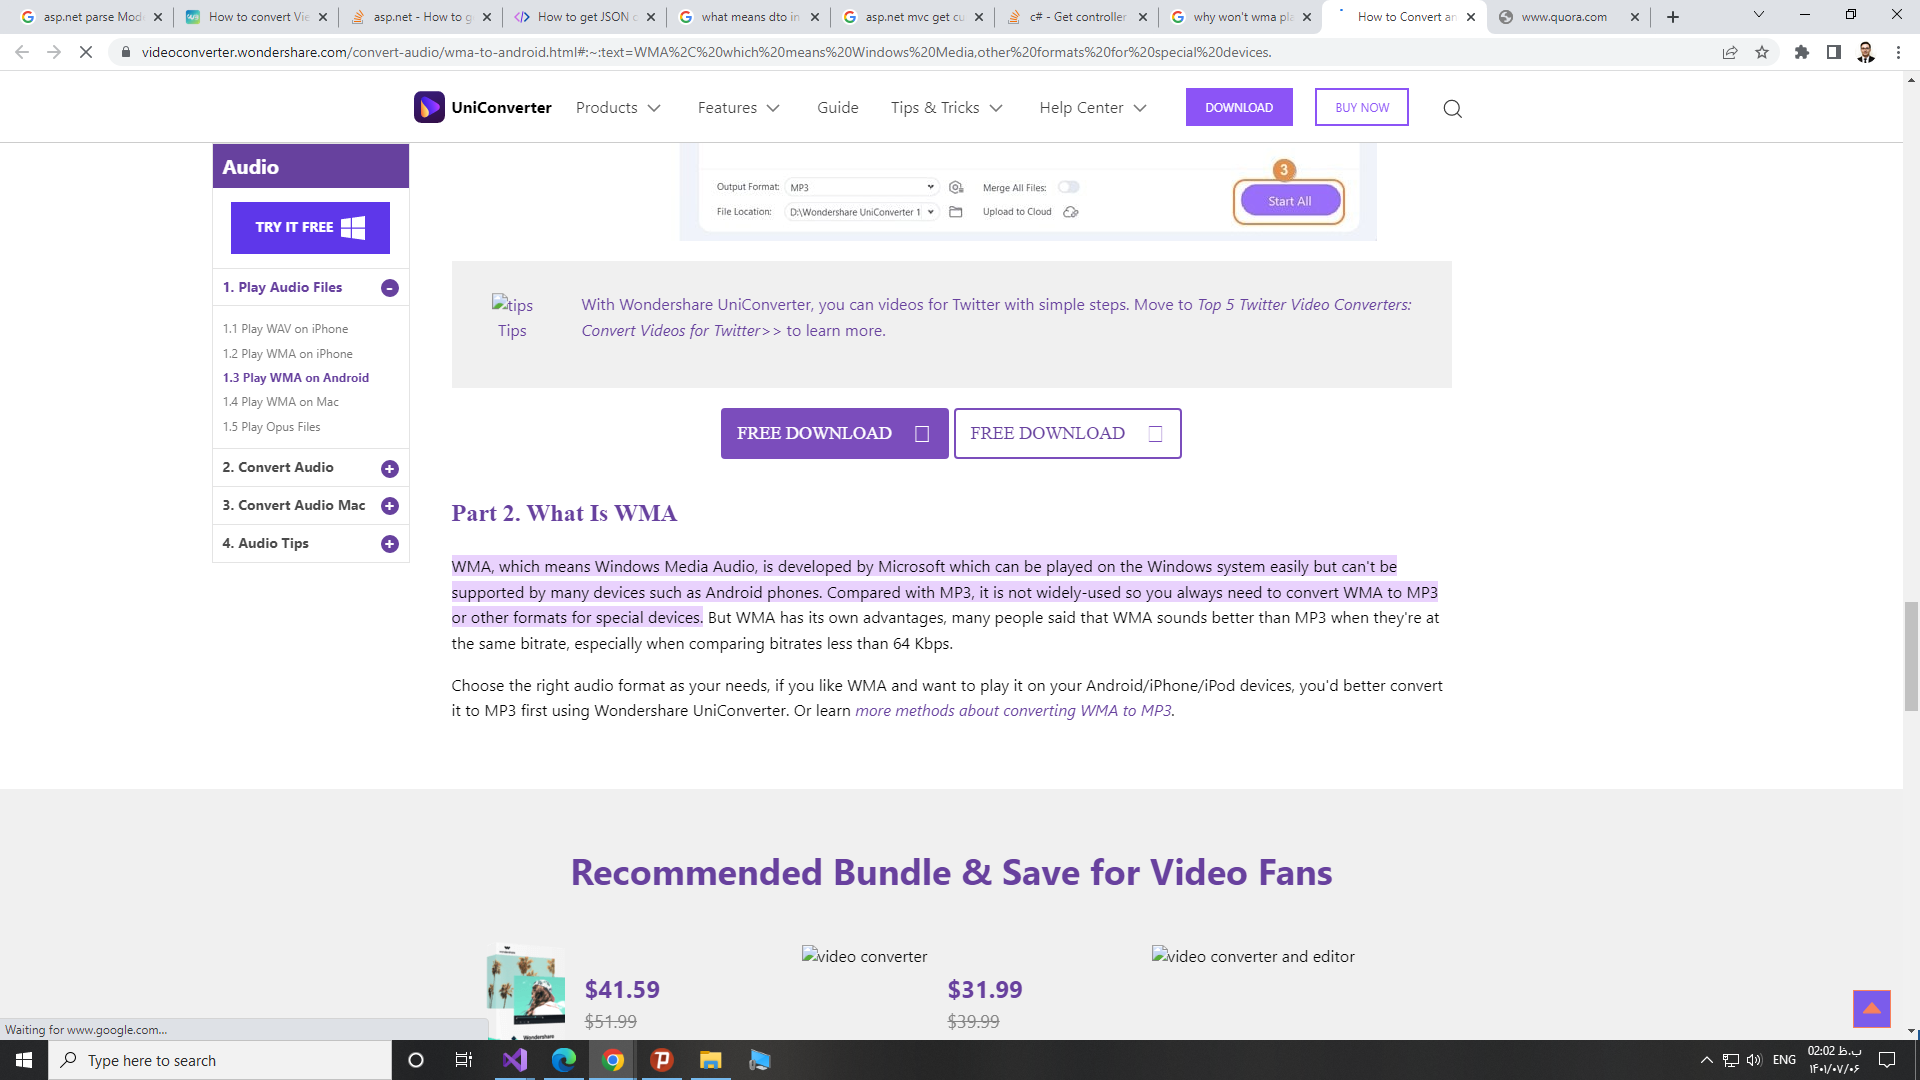 asp.net parse Mode
How to convert Vie
asp.net - How to g
How to get JSON c
what means dto in
asp.net mvc get cu
c# - Get controller
why won't wma pla
How to Convert an
www.quora.com
videoconverter.wondershare.com/convert-audio/wma-to-android.html#:~:text=WMA%2C%20which%20means%20Windows%20Media,other%20formats%20for%20special%20devices.
UniConverter
Products
Features
Guide
Tips & Tricks
Help Center
DOWNLOAD
BUY NOW
Audio
TRY IT FREE
1. Play Audio Files
1.1 Play WAV on iPhone
1.2 Play WMA on iPhone
1.3 Play WMA on Android
1.4 Play WMA on Mac
1.5 Play Opus Files
2. Convert Audio
3. Convert Audio Mac
4. Audio Tips
3
Output Format: MP3
Merge All Files:
File Location: D:\Wondershare UniConverter 1
Upload to Cloud
Start All
tips
Tips
With Wondershare UniConverter, you can videos for Twitter with simple steps. Move to Top 5 Twitter Video Converters:
Convert Videos for Twitter>> to learn more.
FREE DOWNLOAD
FREE DOWNLOAD
Part 2. What Is WMA
WMA, which means Windows Media Audio, is developed by Microsoft which can be played on the Windows system easily but can't be
supported by many devices such as Android phones. Compared with MP3, it is not widely-used so you always need to convert WMA to MP3
or other formats for special devices. But WMA has its own advantages, many people said that WMA sounds better than MP3 when they're at
the same bitrate, especially when comparing bitrates less than 64 Kbps.
Choose the right audio format as your needs, if you like WMA and want to play it on your Android/iPhone/iPod devices, you'd better convert
it to MP3 first using Wondershare UniConverter. Or learn more methods about converting WMA to MP3.
Recommended Bundle & Save for Video Fans
Wondershare
$41.59
$51.99
video converter
$31.99
$39.99
video converter and editor
Waiting for www.google.com...
Type here to search
ENG
02:02 ب.ظ
۱۴۰۱/۰۷/۰۶